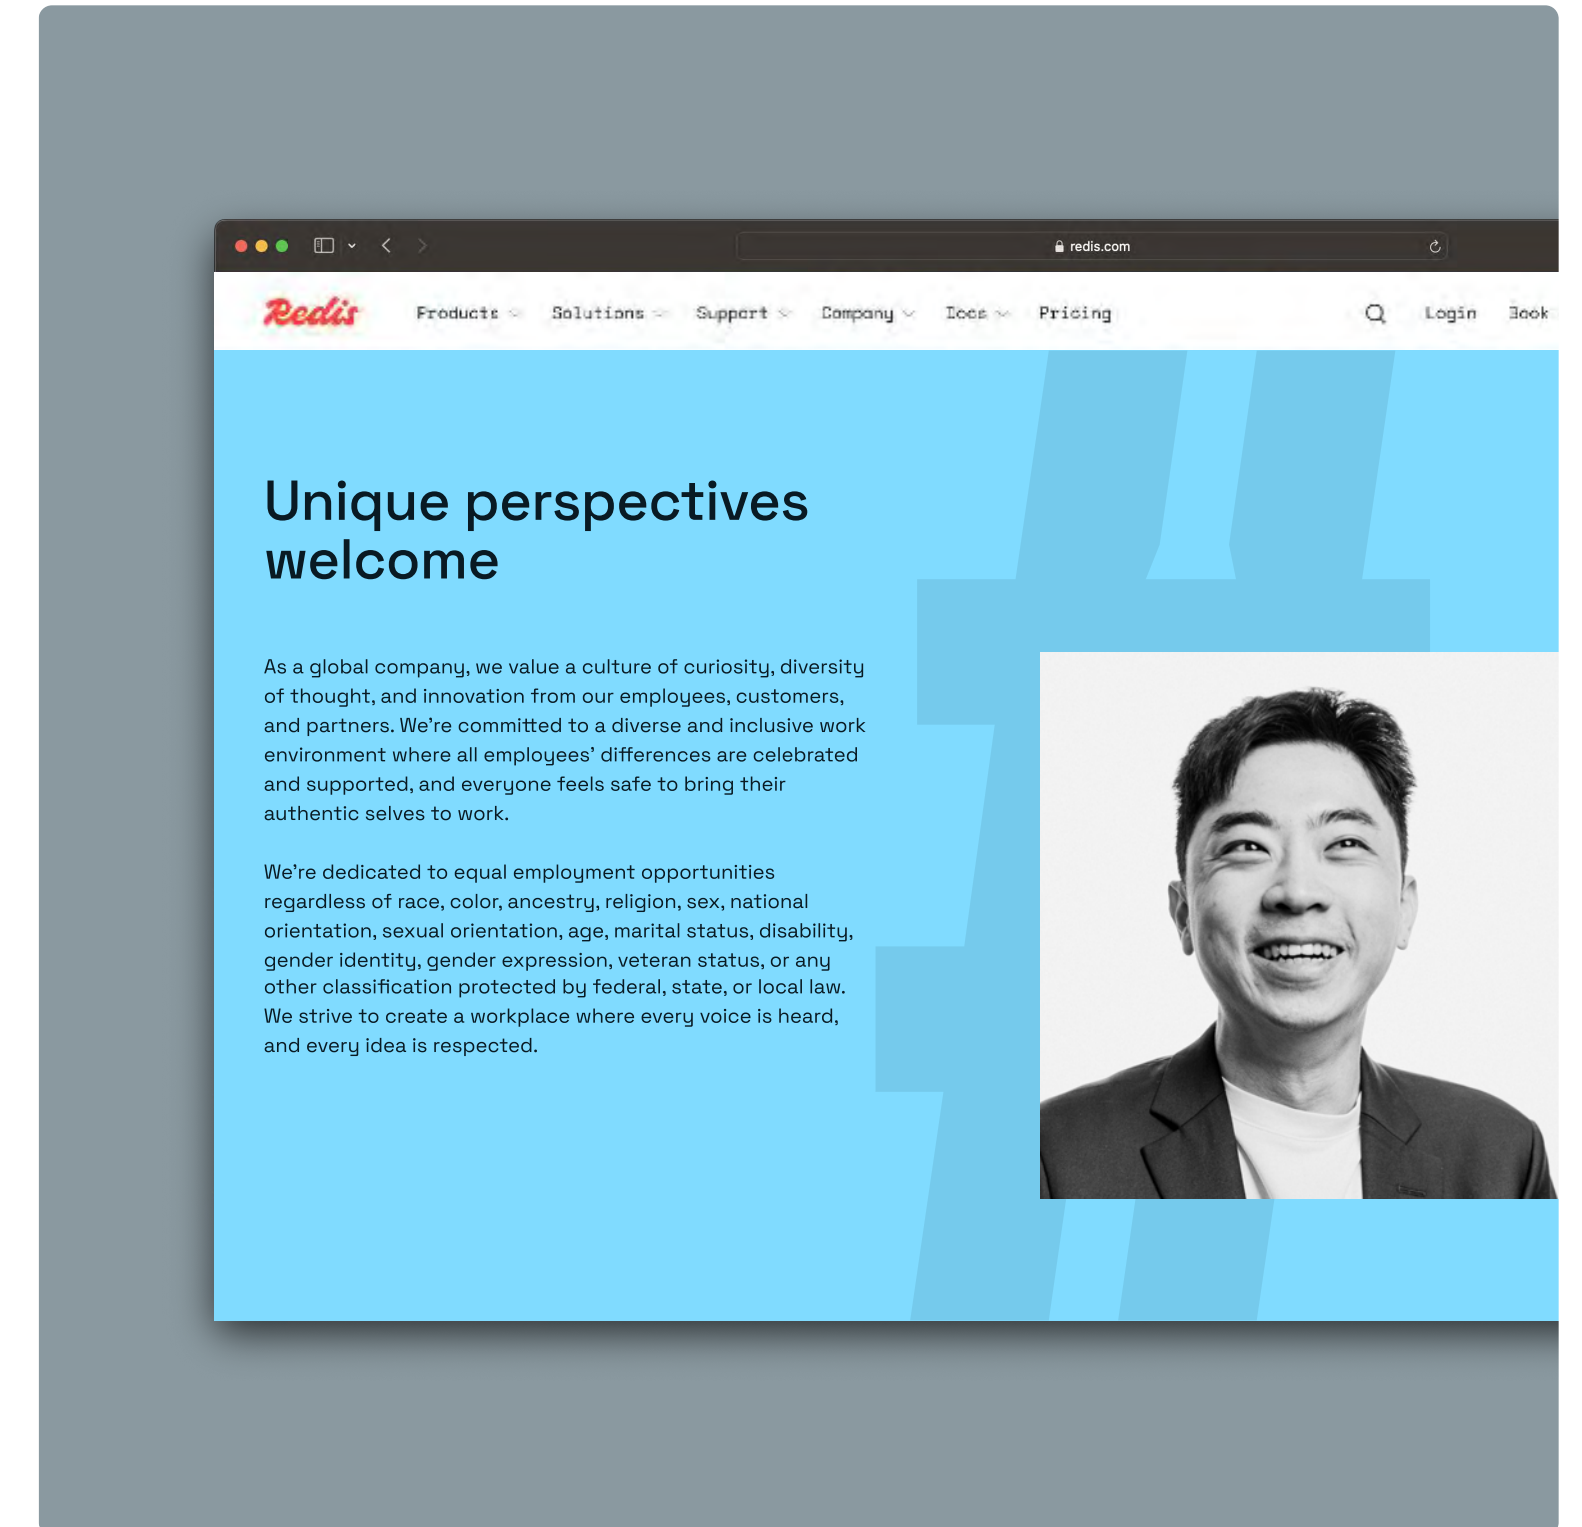 redis.com
Redis Products Solutions Support Company Docs Pricing Login Book
Unique perspectives
welcome
As a global company, we value a culture of curiosity, diversity
of thought, and innovation from our employees, customers,
and partners. We’re committed to a diverse and inclusive work
environment where all employees’ differences are celebrated
and supported, and everyone feels safe to bring their
authentic selves to work.
We’re dedicated to equal employment opportunities
regardless of race, color, ancestry, religion, sex, national
orientation, sexual orientation, age, marital status, disability,
gender identity, gender expression, veteran status, or any
other classification protected by federal, state, or local law.
We strive to create a workplace where every voice is heard,
and every idea is respected.